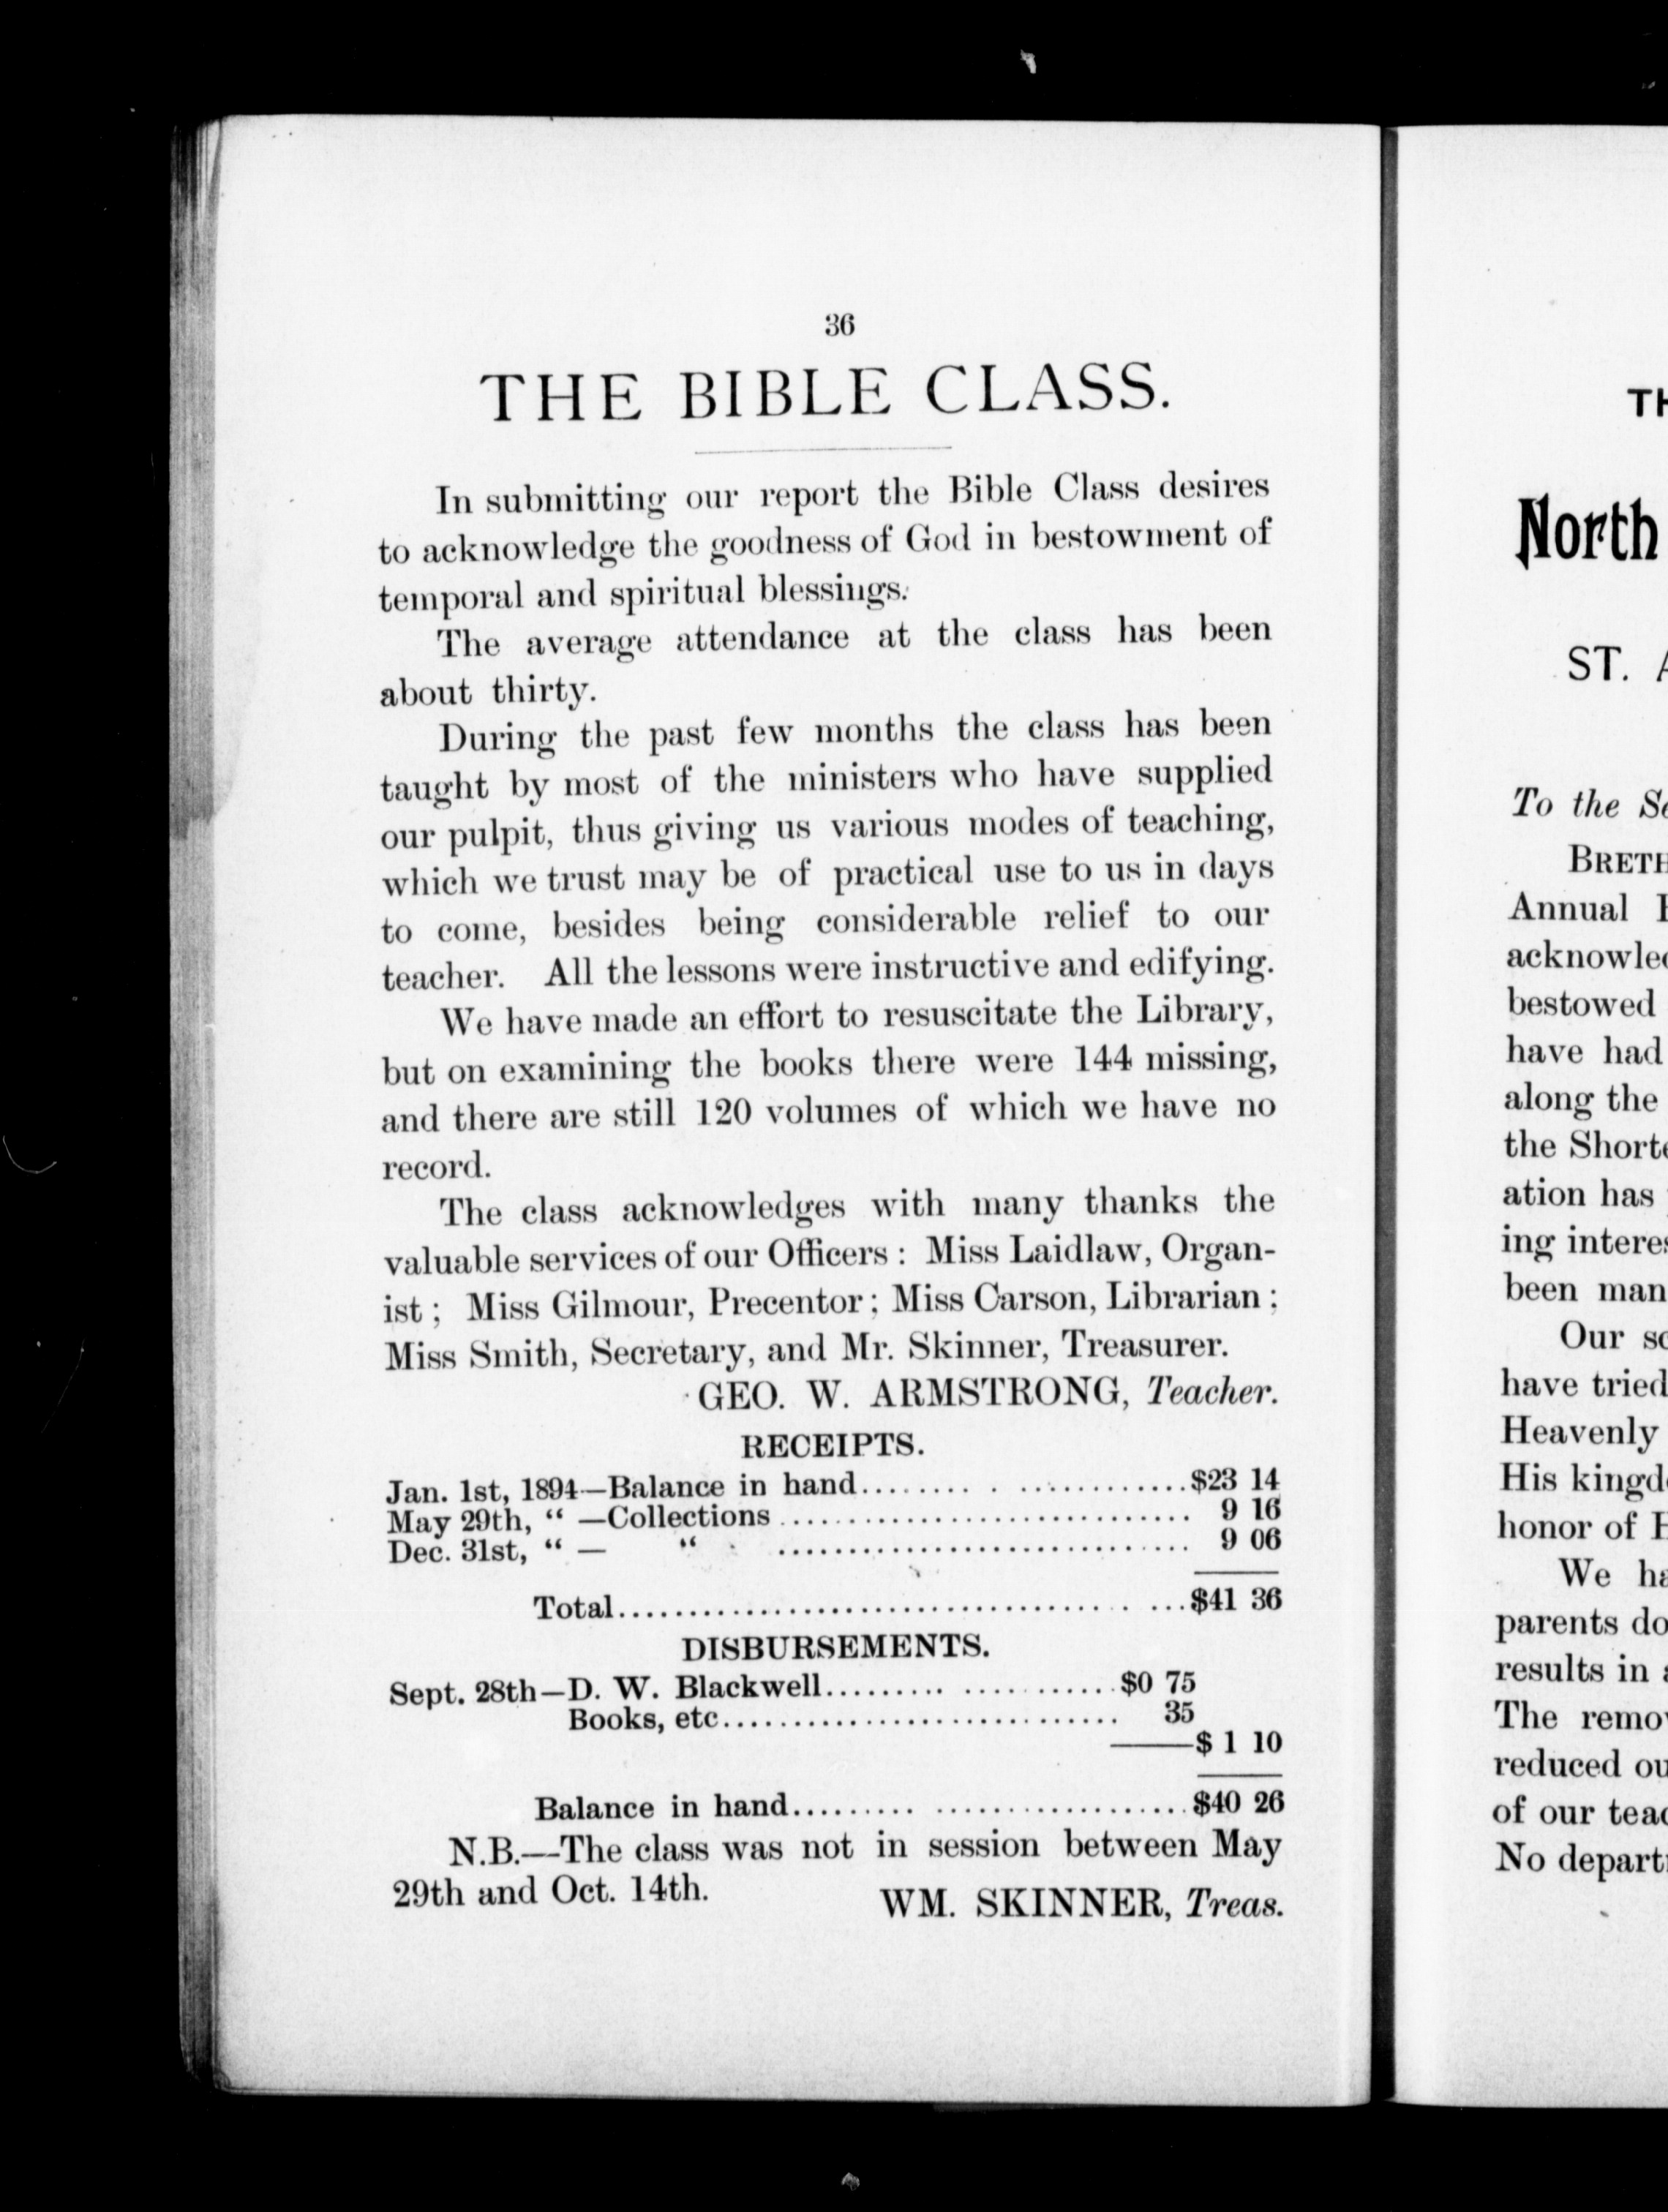 36
THE BIBLE CLASS.
In submitting our report the Bible Class desires
to acknowledge the goodness of God in bestowment of
temporal and spiritual blessings.
The average attendance at the class has been
about thirty.
During the past few months the class has been
taught by most of the ministers who have supplied
our pulpit, thus giving us various modes of teaching,
which we trust may be of practical use to us in days
to come, besides being considerable relief to our
teacher. All the lessons were instructive and edifying.
We have made an effort to resuscitate the Library,
but on examining the books there were 144 missing,
and there are still 120 volumes of which we have no
record.
The class acknowledges with many thanks the
valuable services of our Officers : Miss Laidlaw, Organ-
ist ; Miss Gilmour, Precentor ; Miss Carson, Librarian ;
Miss Smith, Secretary, and Mr. Skinner, Treasurer.
GEO. W. ARMSTRONG, Teacher.
RECEIPTS.
Jan. 1st, 1894—Balance in hand.......... . ............$23 14
May 29th, “ —Collections .............................. 9 16
Dec. 31st, “ — “ .............................. 9 06
Total........................................ . ...$41 36
DISBURSEMENTS.
Sept. 28th—D. W. Blackwell......... ...........$0 75
Books, etc............................. 35
——$ 1 10
Balance in hand......... ..................$40 26
N.B.—The class was not in session between May
29th and Oct. 14th.
WM. SKINNER, Treas.
TH
North
ST. A
To the S
BRETH
Annual
acknowle
bestowed
have had
along the
the Short
ation has
ing intere
been man
Our sc
have tried
Heavenly
His kingd
honor of
We ha
parents do
results in
The remo
reduced ou
of our teac
No depart